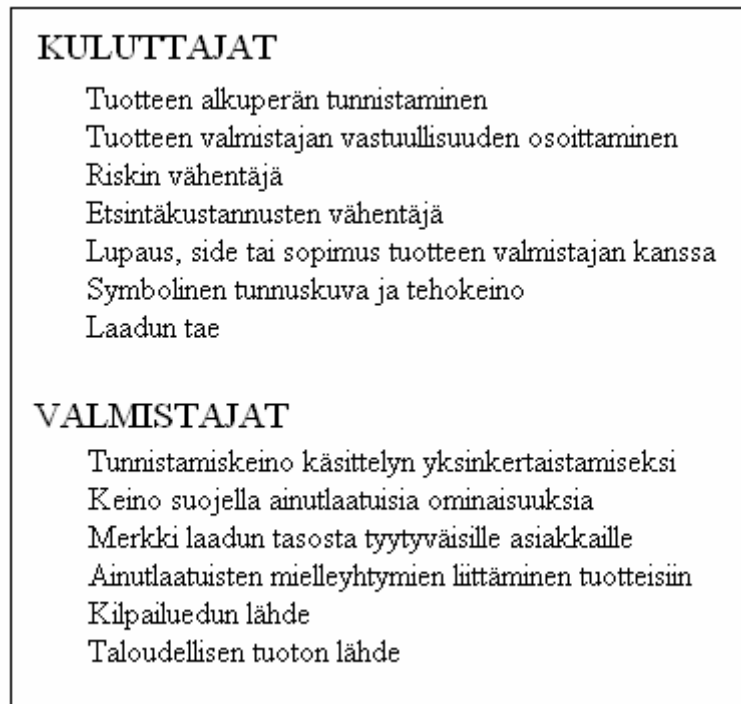 KULUTTAJAT
Tuotteen alkuperän tunnistaminen
Tuotteen valmistajan vastuullisuuden osoittaminen
Riskin vähentäjä
Etsintäkustannusten vähentäjä
Lupaus, side tai sopimus tuotteen valmistajan kanssa
Symbolinen tunnuskuva ja tehokeino
Laadun tae
VALMISTAJAT
Tunnistamiskeino käsittelyn yksinkertaistamiseksi
Keino suojella ainutlaatuisia ominaisuuksia
Merkki laadun tasosta tyytyväisille asiakkaille
Ainutlaatuisten mielleyhtymien liittäminen tuotteisiin
Kilpailuedun lähde
Taloudellisen tuoton lähde